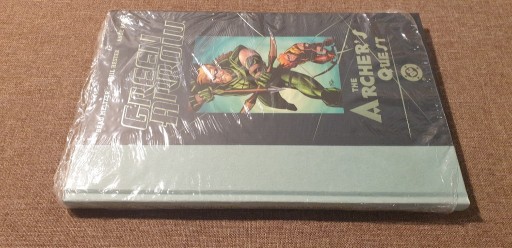 GREEN
ARROW
THE
ARCHER'S
QUEST
DC